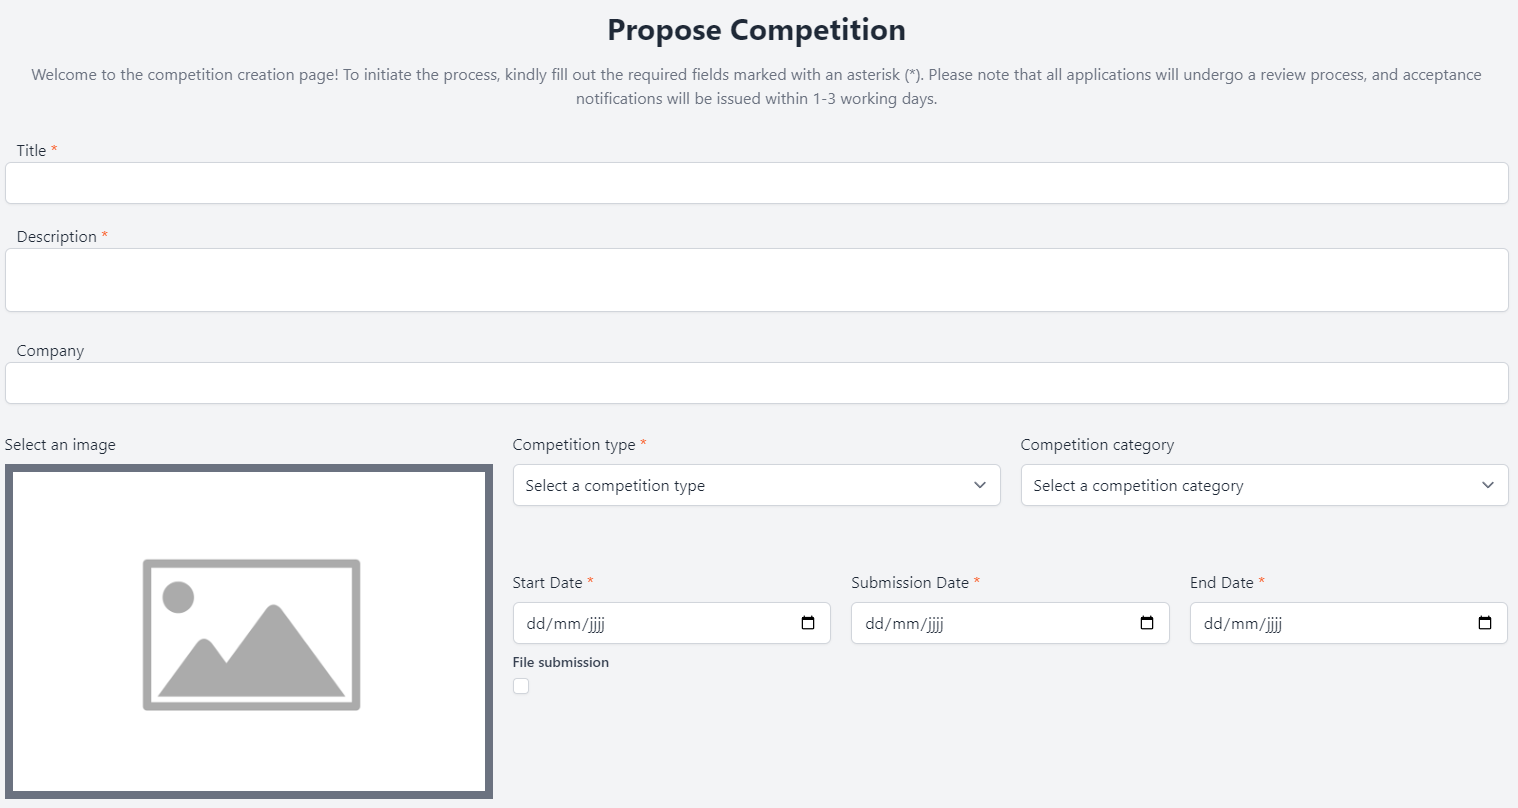 Propose Competition
Welcome to the competition creation page! To initiate the process, kindly fill out the required fields marked with an asterisk (*). Please note that all applications will undergo a review process, and acceptance
notifications will be issued within 1-3 working days.
Title *
Description *
Company
Select an image
Competition type *
Competition category
Select a competition type
Select a competition category
Start Date *
Submission Date *
End Date *
dd/mm/jjjj
dd/mm/jjjj
dd/mm/jjjj
File submission